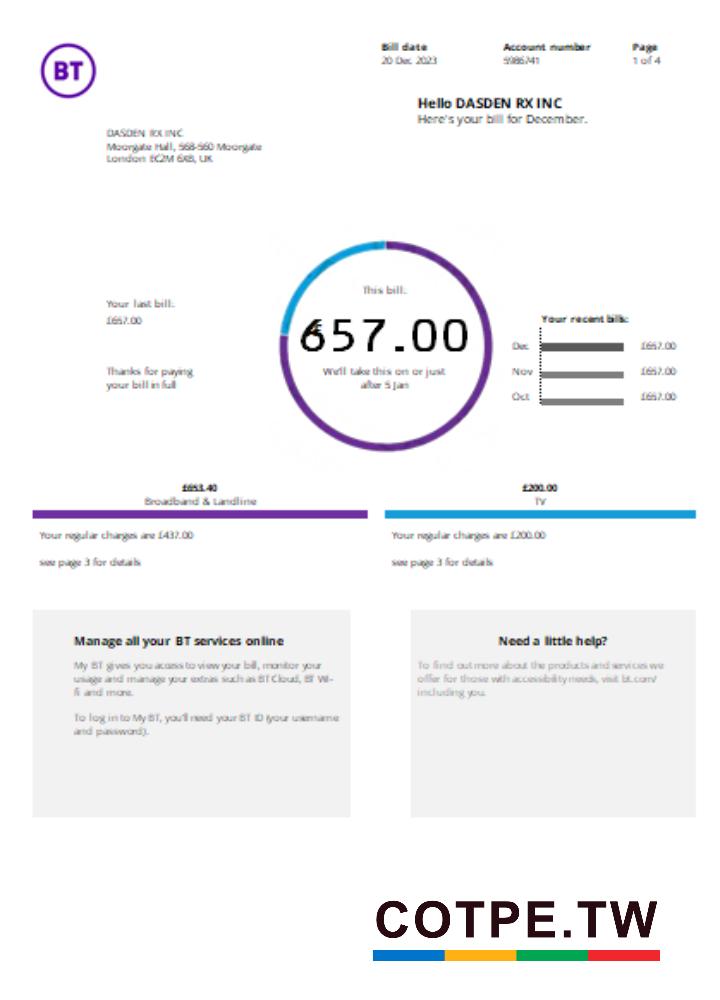 BT
Bill date Account number Page
20 Dec 2023 5986741 1 of 4
Hello DASDEN RX INC
Here's your bill for December.
DASDEN RX INC
Moorgate Hall, 568-560 Moorgate
London EC2M 6XB, UK
Your last bill:
£657.00
Thanks for paying
your bill in full
This bill:
£657.00
We'll take this on or just
after 5 Jan
Your recent bills:
Dec £657.00
Nov £657.00
Oct £657.00
£653.40
Broadband & Landline
Your regular charges are £437.00
see page 3 for details
£200.00
TV
Your regular charges are £200.00
see page 3 for details
Manage all your BT services online
My BT gives you access to view your bill, monitor your
usage and manage your extras such as BT Cloud, BT Wi-
fi and more.
To log in to My BT, you'll need your BT ID (your username
and password).
Need a little help?
To find out more about the products and services we
offer for those with accessibility needs, visit bt.com/
including you.
COTPE.TW